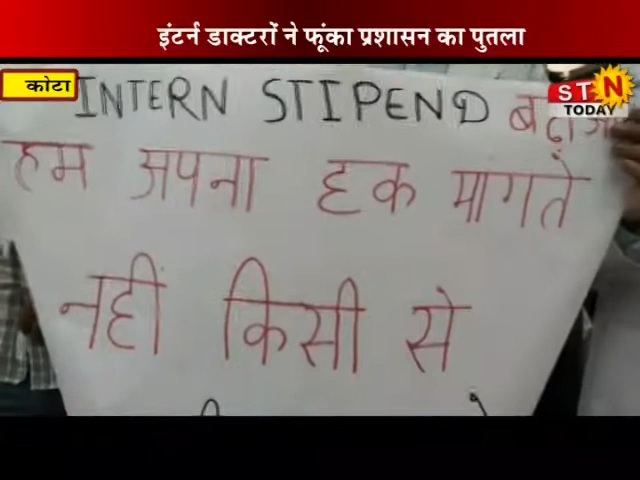 इंटर्न डाक्टरों ने फूंका प्रशासन का पुतला
कोटा
STN
TODAY
INTERN STIPEND
हम अपना हक मांगते
नहीं किसी से